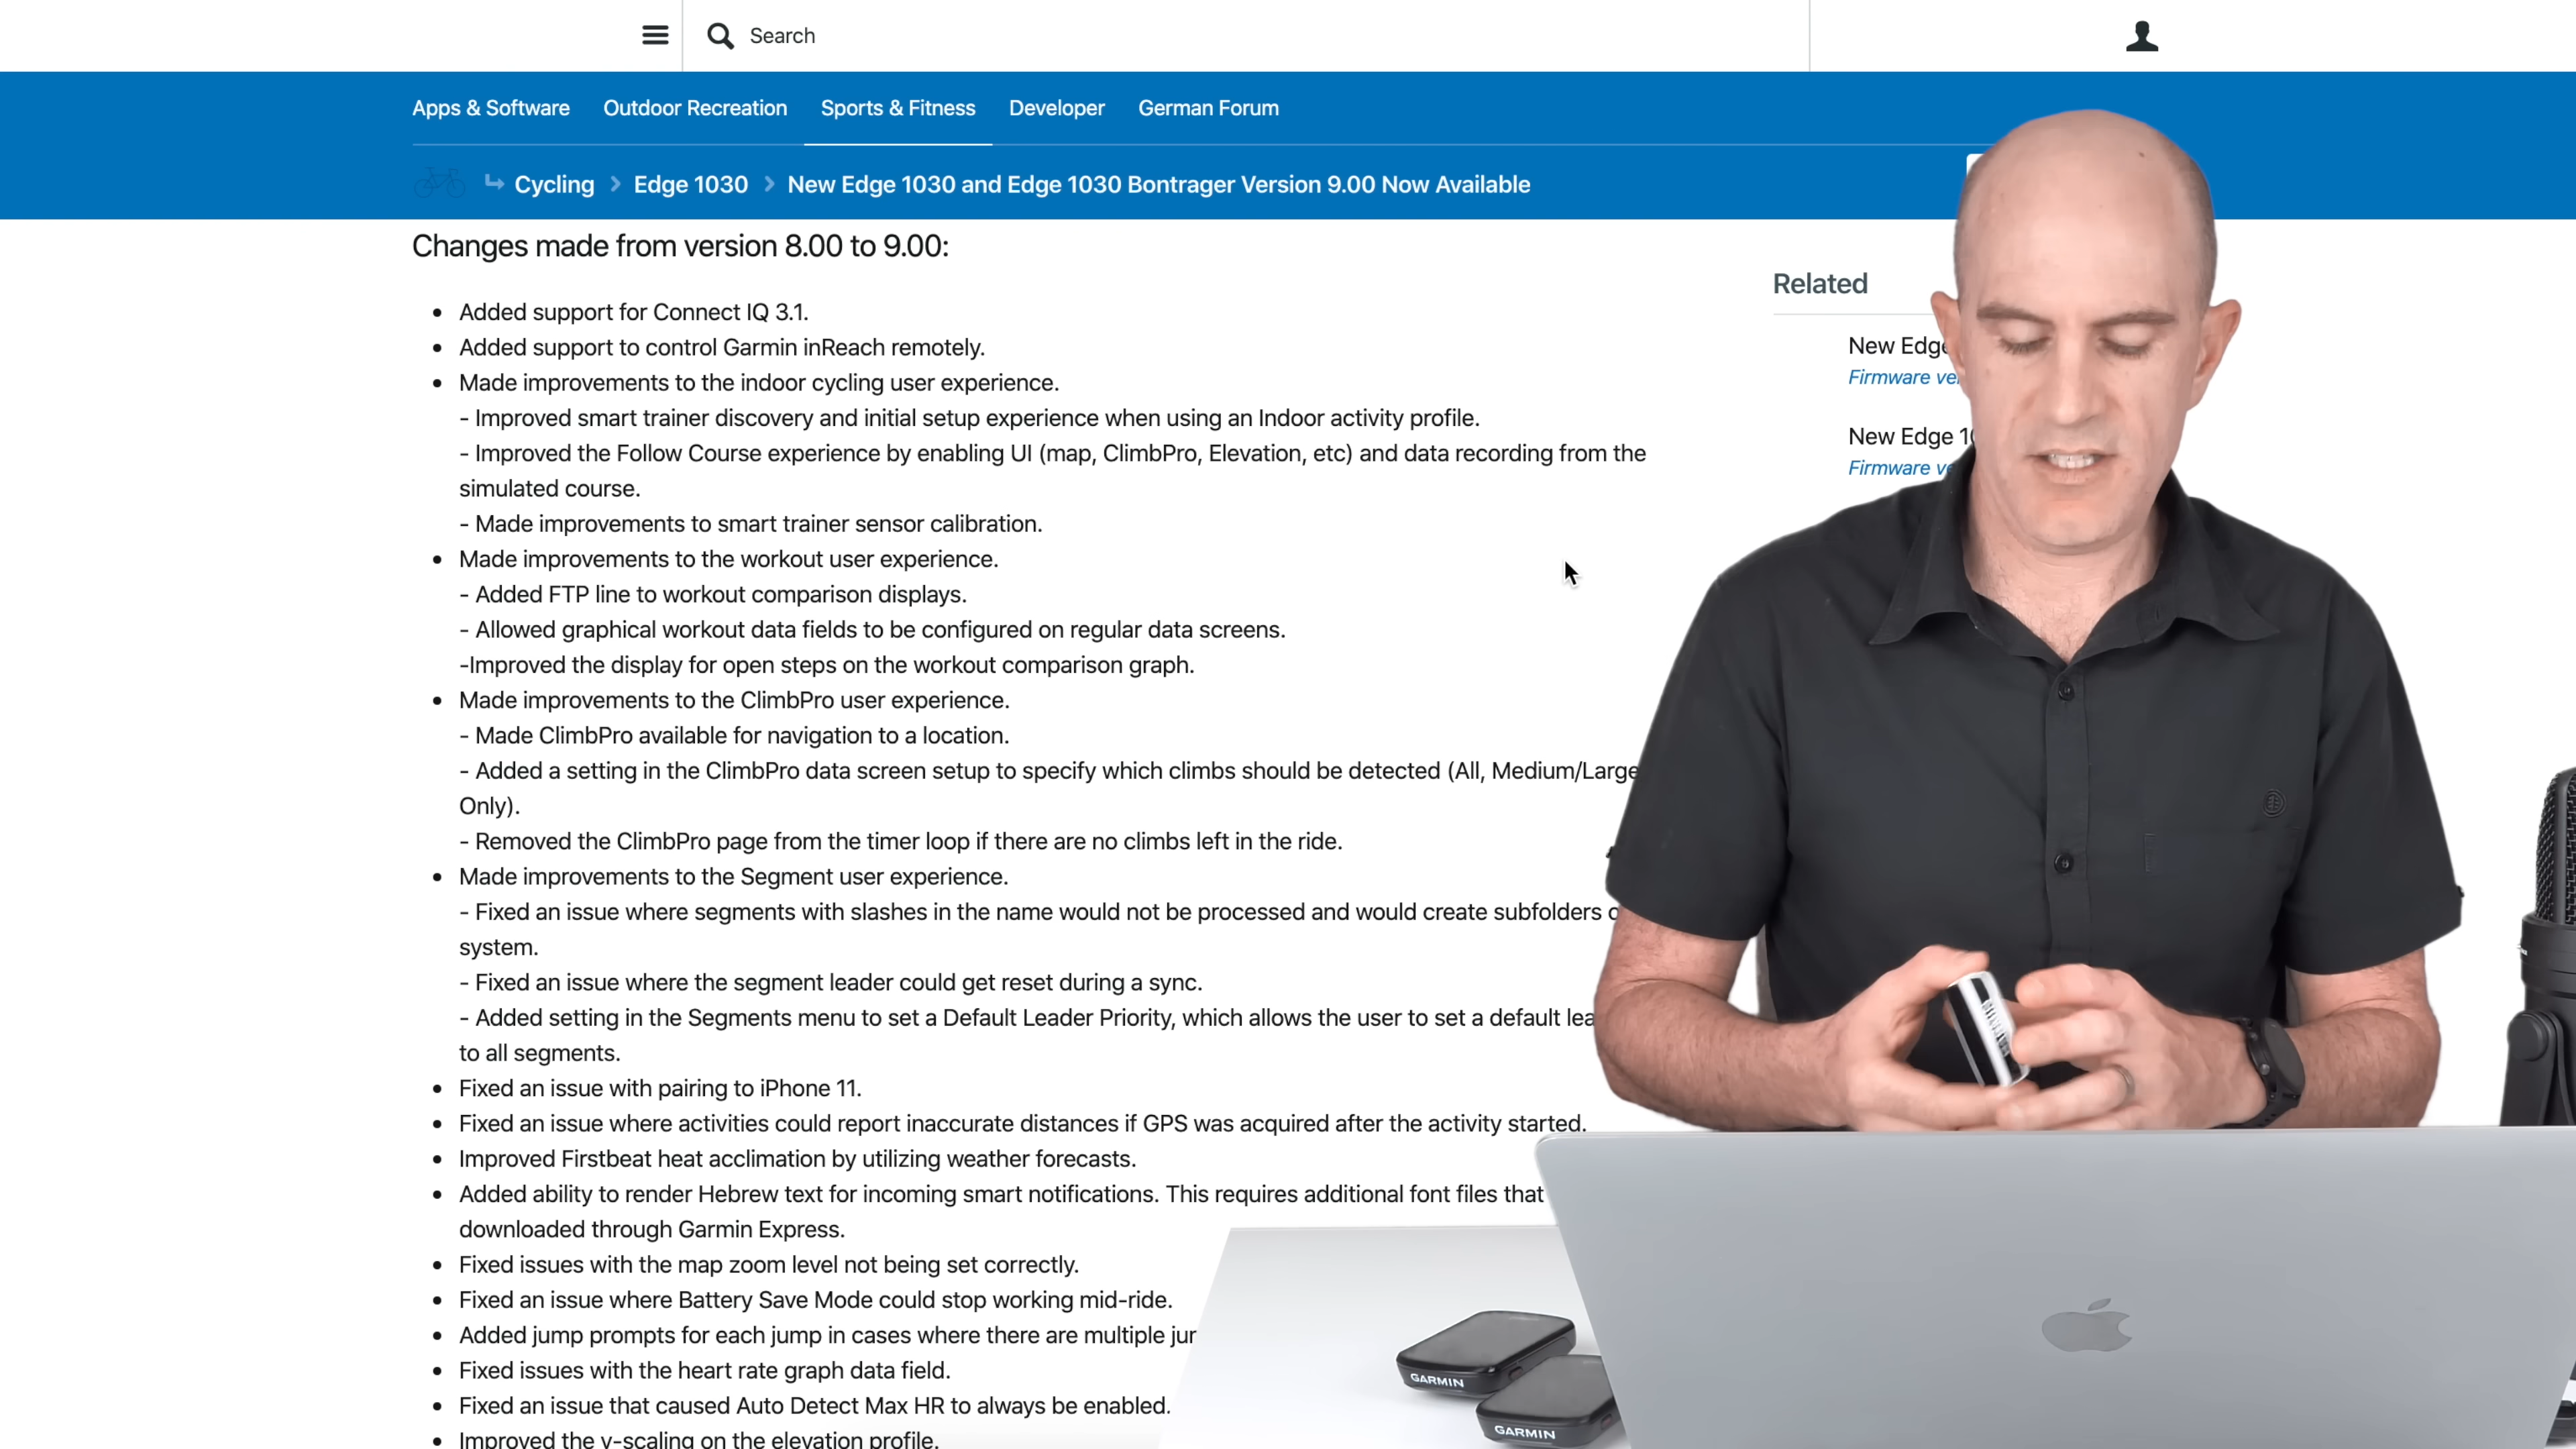 Search
Apps & Software Outdoor Recreation Sports & Fitness Developer German Forum
Cycling Edge 1030 New Edge 1030 and Edge 1030 Bontrager Version 9.00 Now Available
Changes made from version 8.00 to 9.00:
• Added support for Connect IQ 3.1.
• Added support to control Garmin inReach remotely.
• Made improvements to the indoor cycling user experience.
- Improved smart trainer discovery and initial setup experience when using an Indoor activity profile.
- Improved the Follow Course experience by enabling UI (map, ClimbPro, Elevation, etc) and data recording from the
simulated course.
- Made improvements to smart trainer sensor calibration.
• Made improvements to the workout user experience.
- Added FTP line to workout comparison displays.
- Allowed graphical workout data fields to be configured on regular data screens.
-Improved the display for open steps on the workout comparison graph.
• Made improvements to the ClimbPro user experience.
- Made ClimbPro available for navigation to a location.
- Added a setting in the ClimbPro data screen setup to specify which climbs should be detected (All, Medium/Large
Only).
- Removed the ClimbPro page from the timer loop if there are no climbs left in the ride.
• Made improvements to the Segment user experience.
- Fixed an issue where segments with slashes in the name would not be processed and would create subfolders
system.
- Fixed an issue where the segment leader could get reset during a sync.
- Added setting in the Segments menu to set a Default Leader Priority, which allows the user to set a default
to all segments.
• Fixed an issue with pairing to iPhone 11.
• Fixed an issue where activities could report inaccurate distances if GPS was acquired after the activity started.
• Improved Firstbeat heat acclimation by utilizing weather forecasts.
• Added ability to render Hebrew text for incoming smart notifications. This requires additional font files that
downloaded through Garmin Express.
• Fixed issues with the map zoom level not being set correctly.
• Fixed an issue where Battery Save Mode could stop working mid-ride.
• Added jump prompts for each jump in cases where there are multiple
• Fixed issues with the heart rate graph data field.
• Fixed an issue that caused Auto Detect Max HR to always be enabled.
• Improved the y-scaling on the elevation profile.
Related
New Edge
Firmware
New Edge
Firmware
GARMIN
GARMIN